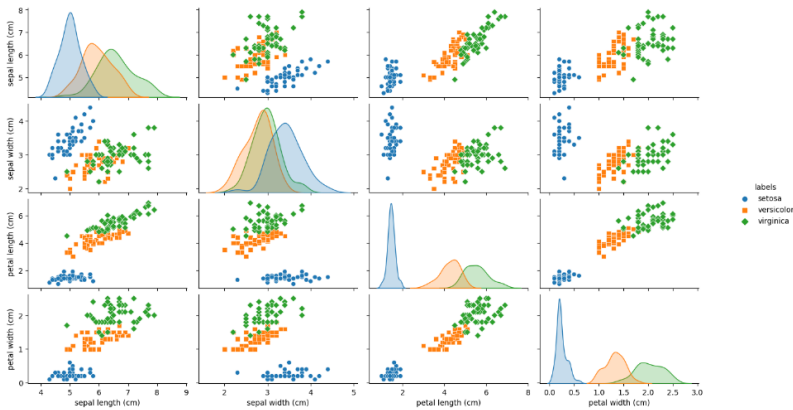 8
7
6
5
sepal length (cm)
4
3
2
sepal width (cm)
6
4
2
petal length (cm)
2
1
0
petal width (cm)
4 5 6 7 8 9
sepal length (cm)
2 3 4 5
sepal width (cm)
2 4 6 8
petal length (cm)
0.0 0.5 1.0 1.5 2.0 2.5 3.0
petal width (cm)
labels
setosa
versicolor
virginica